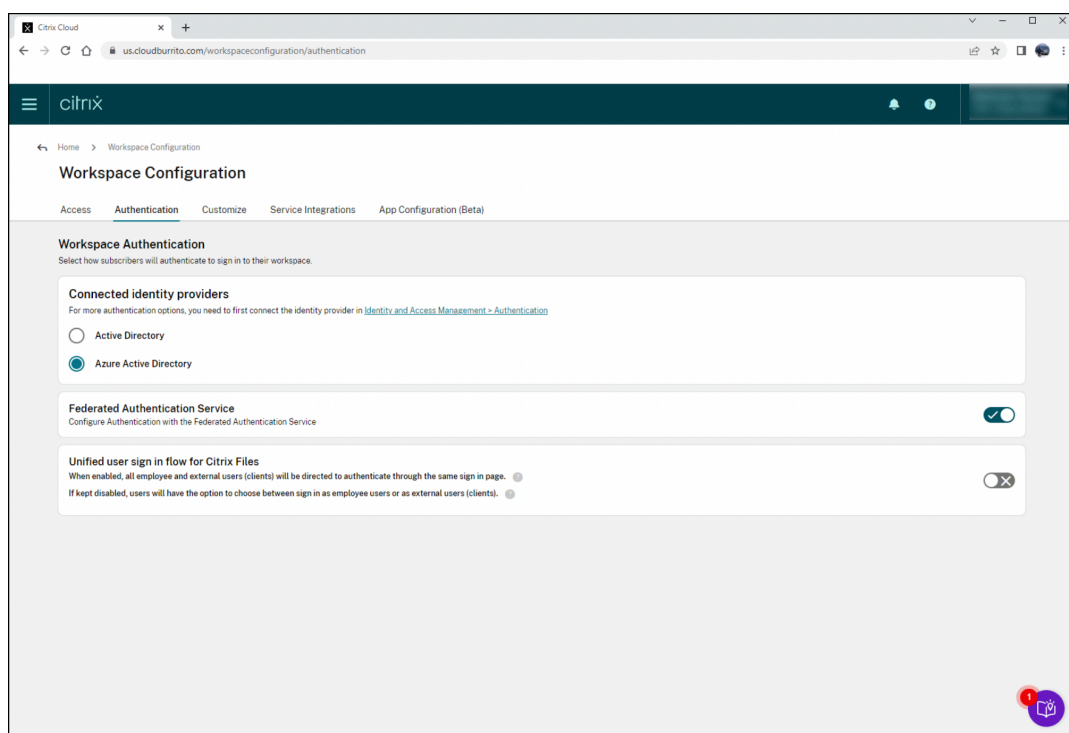 Citrix Cloud
us.cloudburrito.com/workspaceconfiguration/authentication
citrix
Home > Workspace Configuration
Workspace Configuration
Access Authentication Customize Service Integrations App Configuration (Beta)
Workspace Authentication
Select how subscribers will authenticate to sign in to their workspace.
Connected identity providers
For more authentication options, you need to first connect the identity provider in Identity and Access Management > Authentication
Active Directory
Azure Active Directory
Federated Authentication Service
Configure Authentication with the Federated Authentication Service
Unified user sign in flow for Citrix Files
When enabled, all employee and external users (clients) will be directed to authenticate through the same sign in page. ?
If kept disabled, users will have the option to choose between sign in as employee users or as external users (clients). ?
1